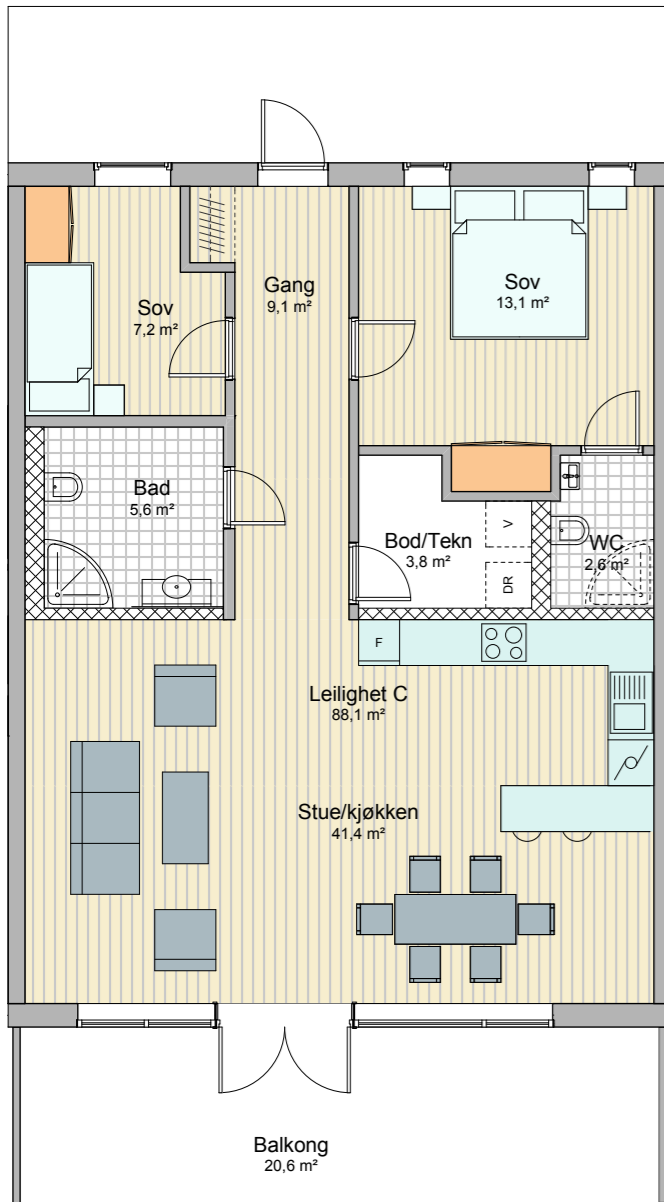 Gang
9,1 m²
Sov
13,1 m²
Sov
7,2 m²
Bad
5,6 m²
Bod/Tekn
3,8 m²
V
DR
WC
2,6 m²
F
Leilighet C
88,1 m²
Stue/kjøkken
41,4 m²
Balkong
20,6 m²